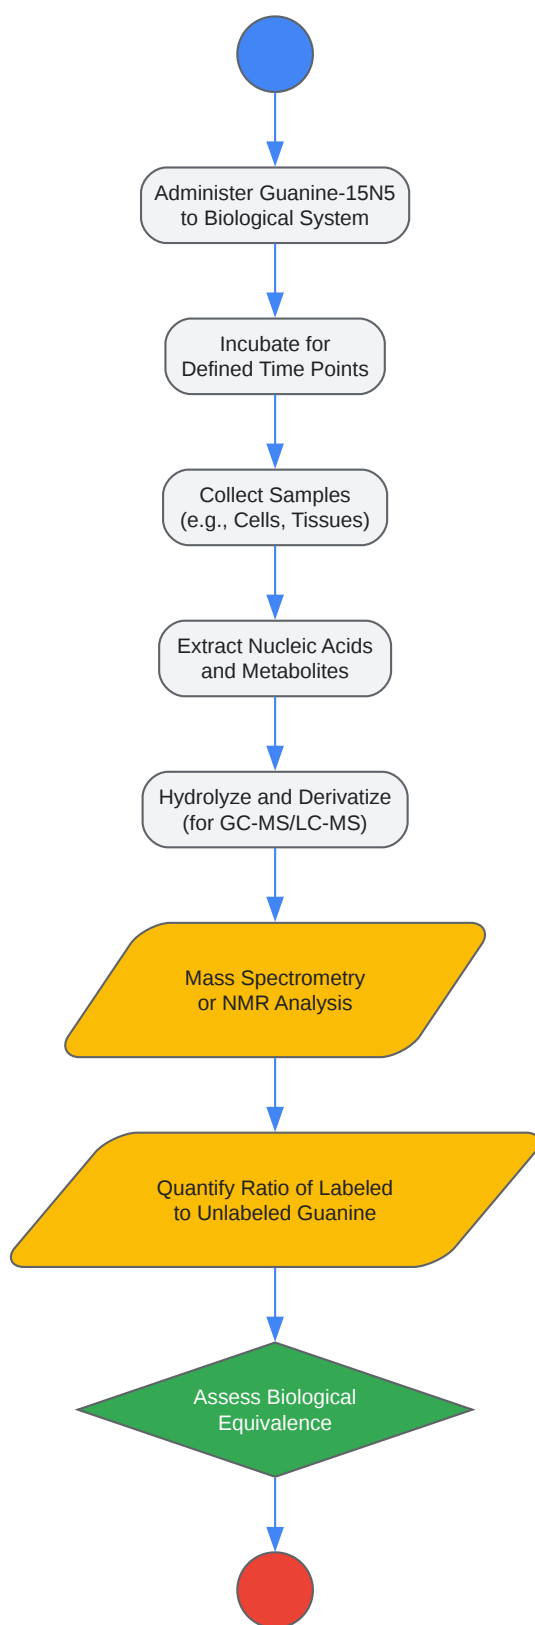 Administer Guanine-15N5
to Biological System
Incubate for
Defined Time Points
Collect Samples
(e.g., Cells, Tissues)
Extract Nucleic Acids
and Metabolites
Hydrolyze and Derivatize
(for GC-MS/LC-MS)
Mass Spectrometry
or NMR Analysis
Quantify Ratio of Labeled
to Unlabeled Guanine
Assess Biological
Equivalence